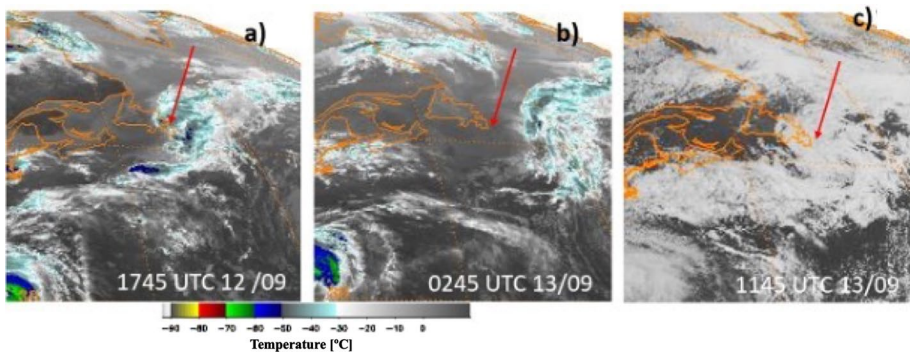 a)
b)
c)
1745 UTC 12 /09
0245 UTC 13/09
1145 UTC 13/09
−90 −80 −70 −60 −50 −40 −30 −20 −10 0
Temperature [ºC]